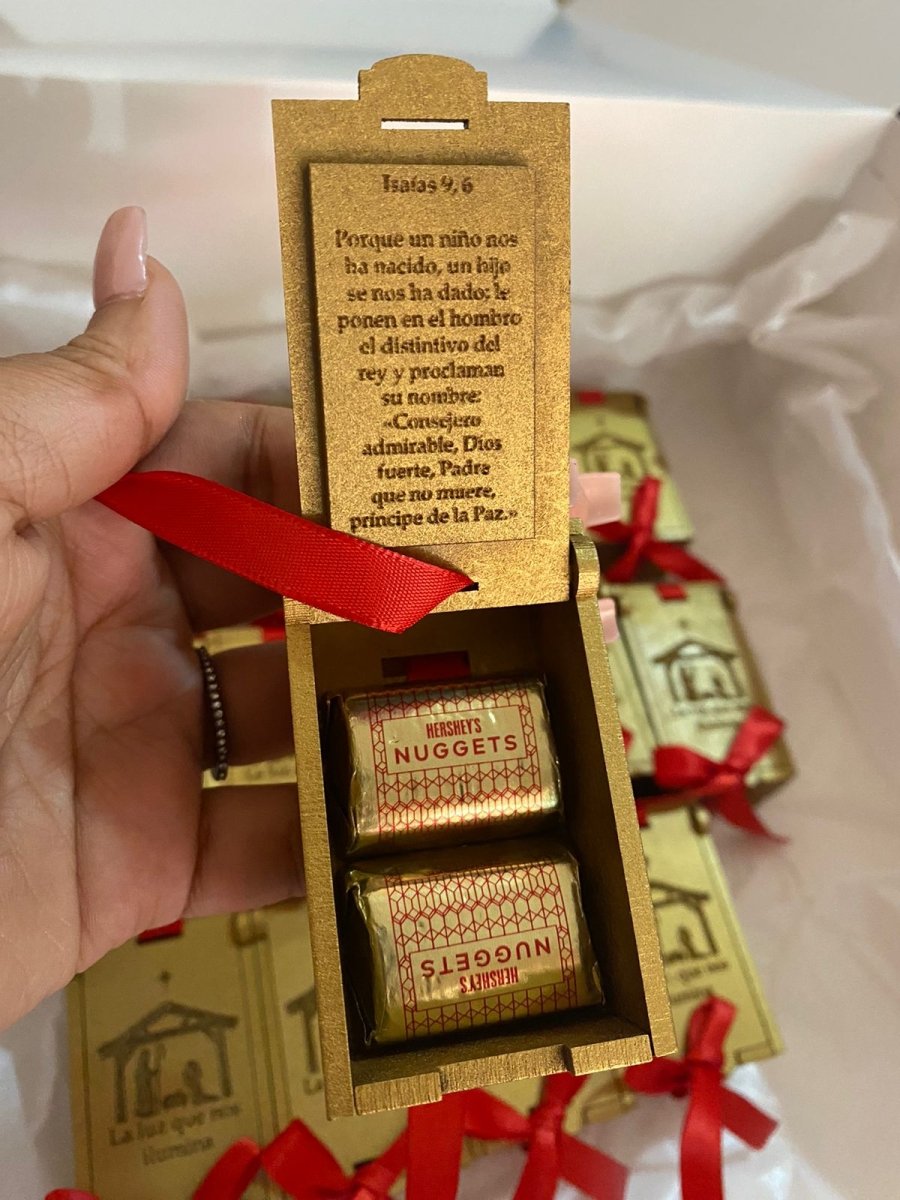 Isaías 9, 6
Porque un niño nos
ha nacido, un hijo
se nos ha dado; le
ponen en el hombro
el distintivo del
rey y proclaman
su nombre:
«Consejero
admirable, Dios
fuerte, Padre
que no muere,
príncipe de la Paz.»
HERSHEY'S
NUGGETS
HERSHEY'S
NUGGETS
La luz que nos
ilumina